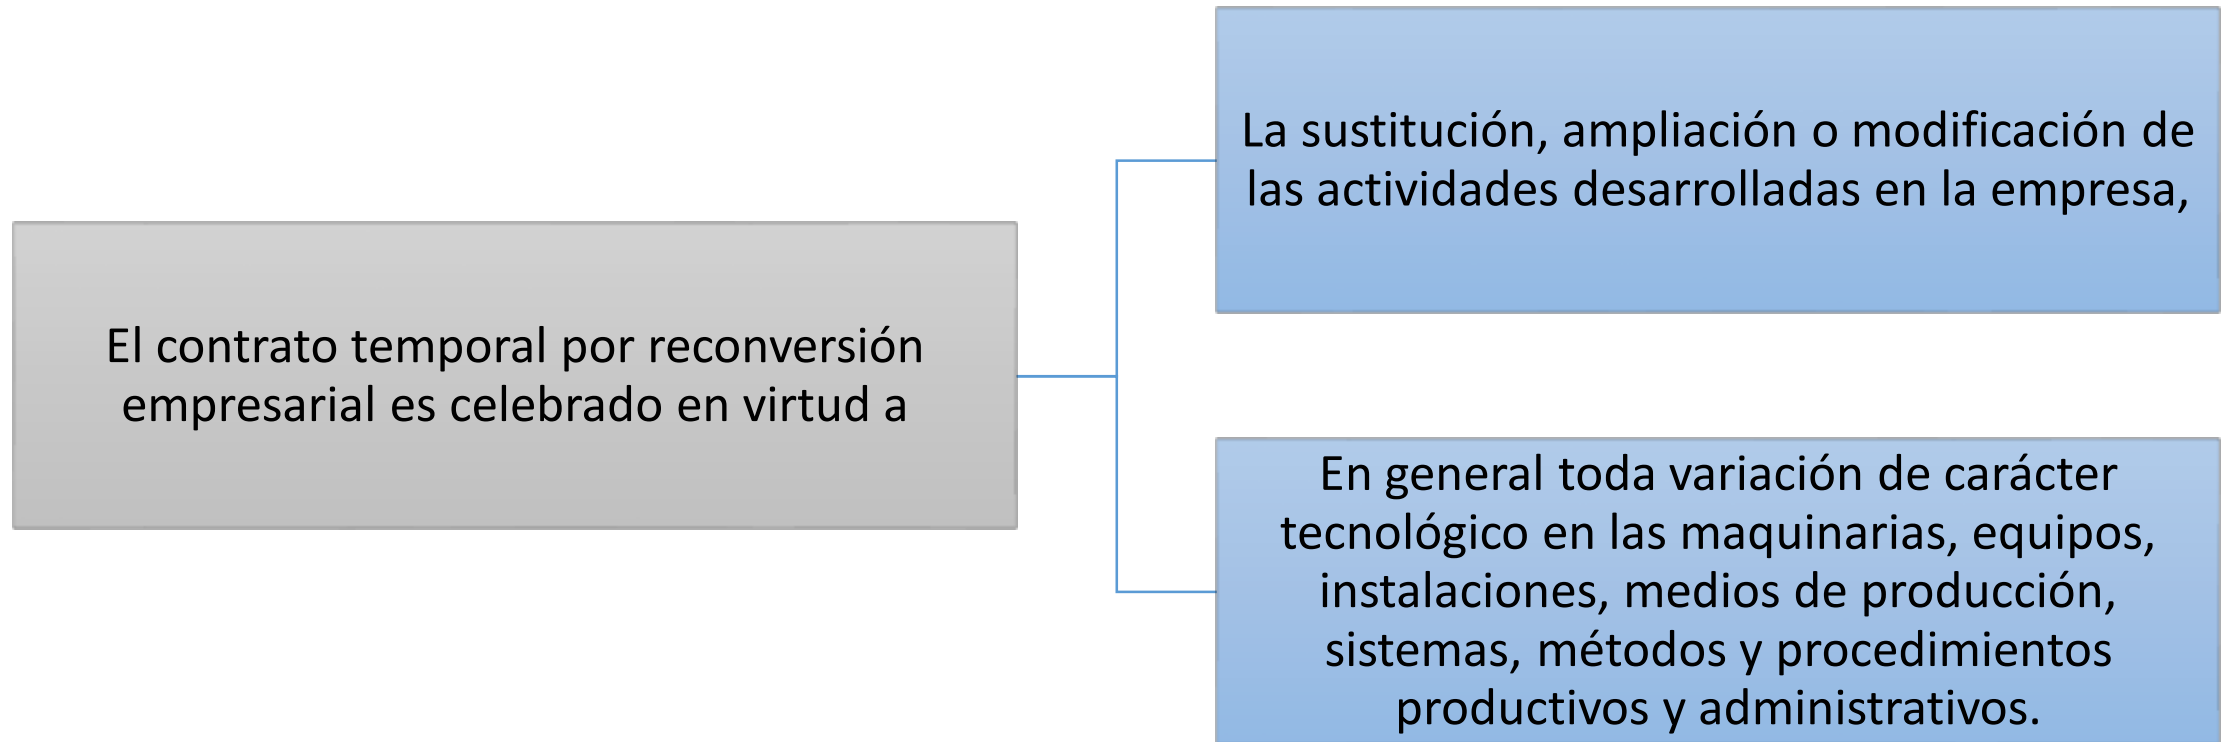 El contrato temporal por reconversión
empresarial es celebrado en virtud a
La sustitución, ampliación o modificación de
las actividades desarrolladas en la empresa,
En general toda variación de carácter
tecnológico en las maquinarias, equipos,
instalaciones, medios de producción,
sistemas, métodos y procedimientos
productivos y administrativos.